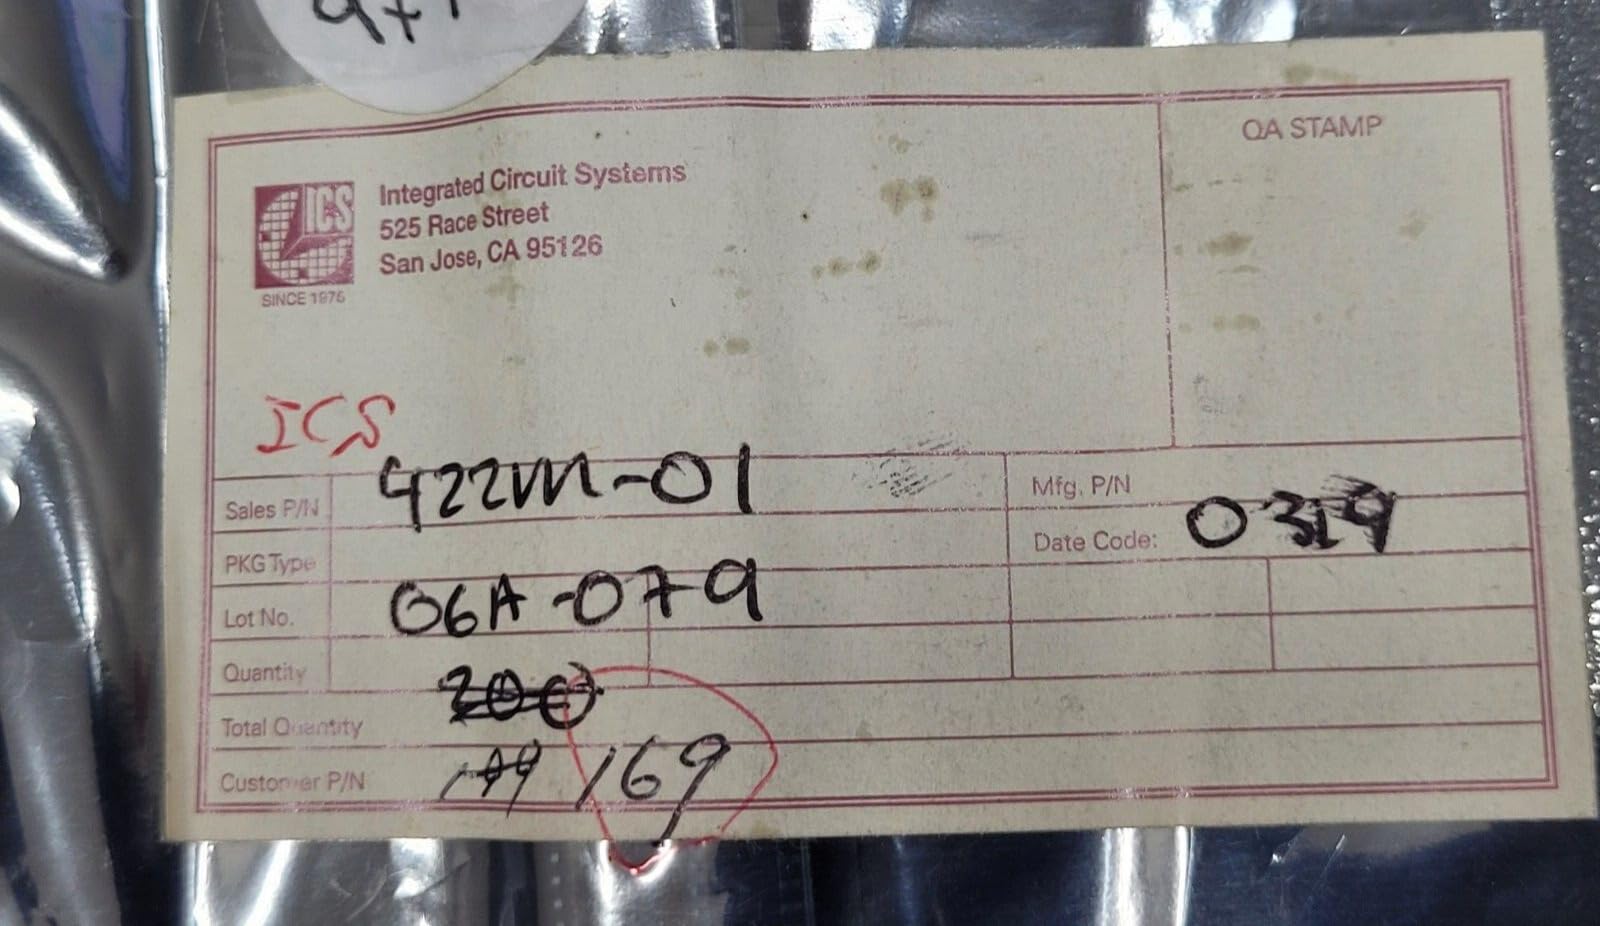 ICS
SINCE 1976
Integrated Circuit Systems
525 Race Street
San Jose, CA 95126
QA STAMP
ICS
Sales P/N 422M-01
Mfg. P/N
PKG Type
Date Code: 0319
Lot No. 06A-079
Quantity 200
Total Quantity
Customer P/N 169